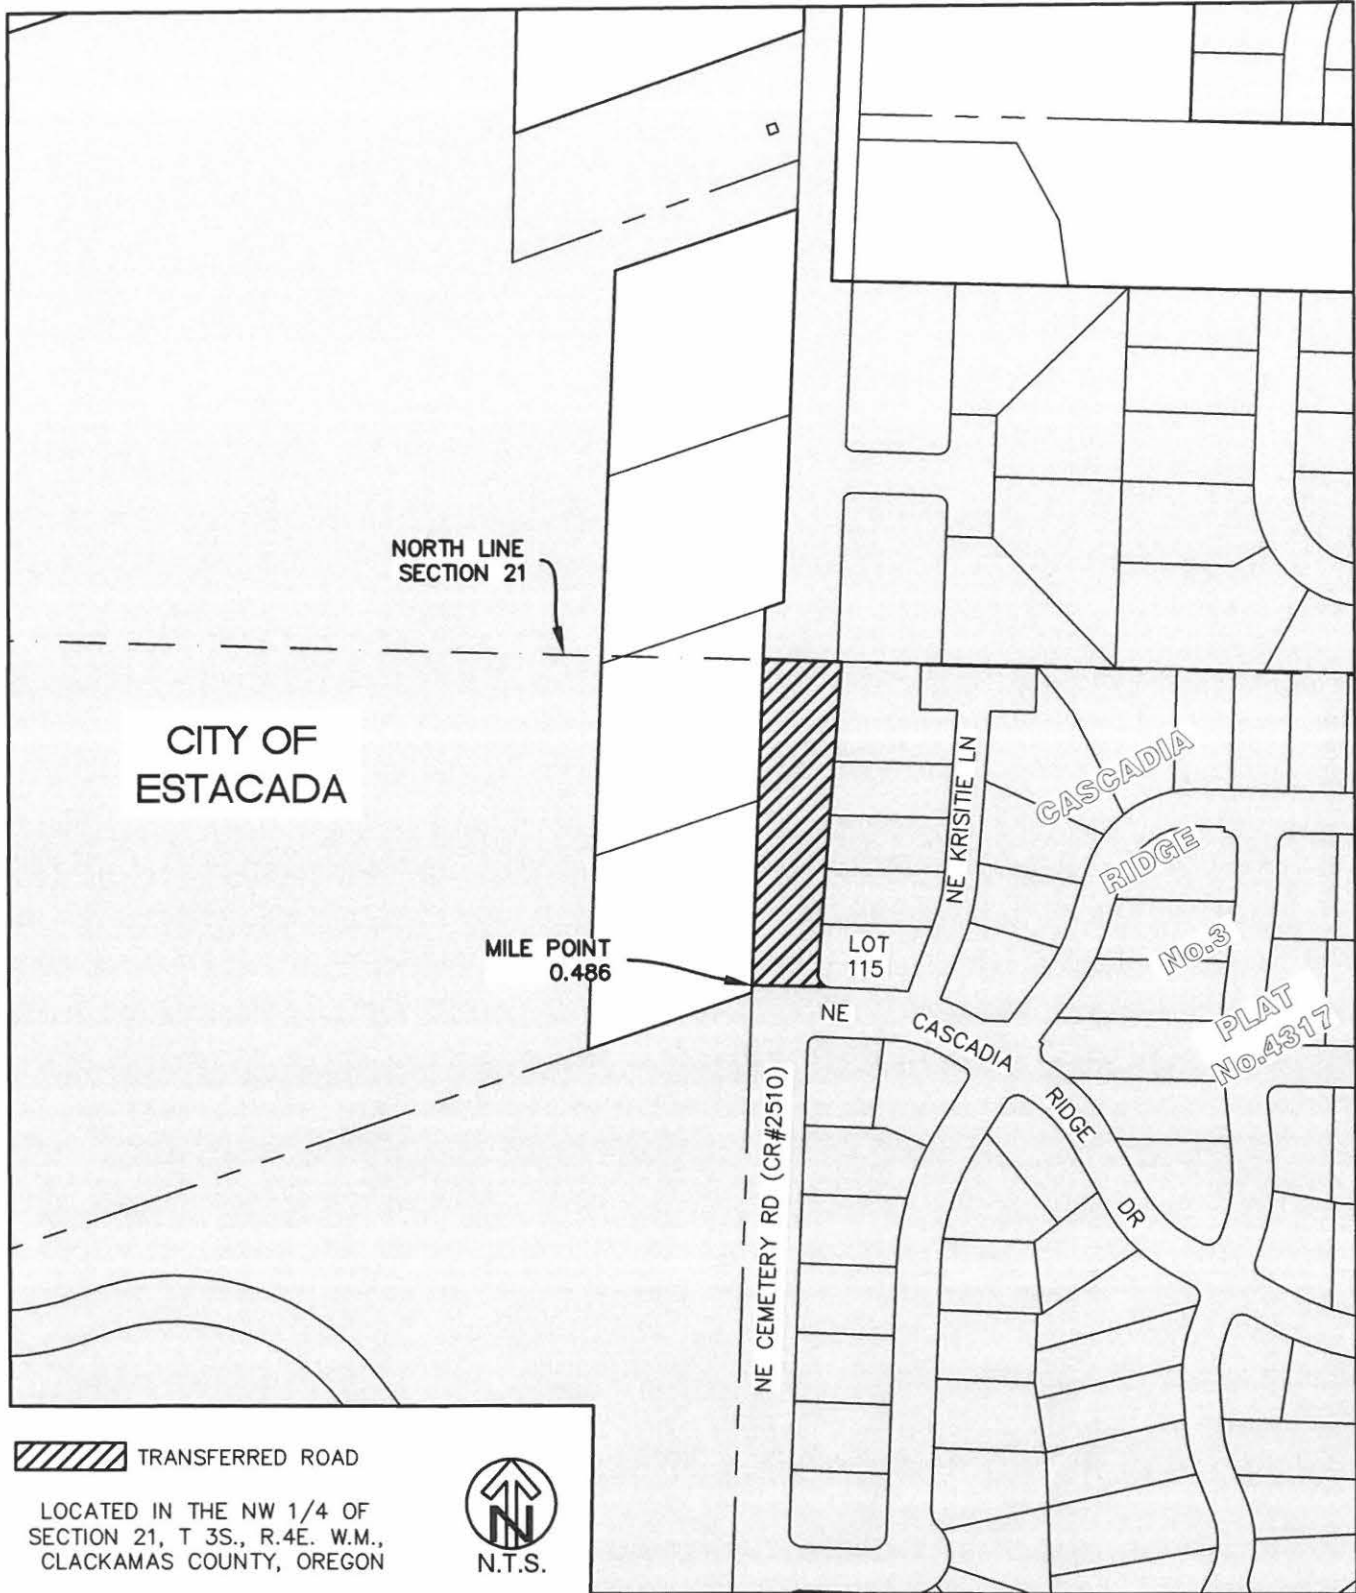 NORTH LINE
SECTION 21
CITY OF
ESTACADA
NE KRISTIE LN
CASCADIA
RIDGE
No.3
PLAT
No.4317
MILE POINT
0.486
LOT
115
NE CASCADIA RIDGE DR
NE CEMETERY RD (CR#2510)
TRANSFERRED ROAD
LOCATED IN THE NW 1/4 OF
SECTION 21, T 3S., R.4E. W.M.,
CLACKAMAS COUNTY, OREGON
N
N.T.S.